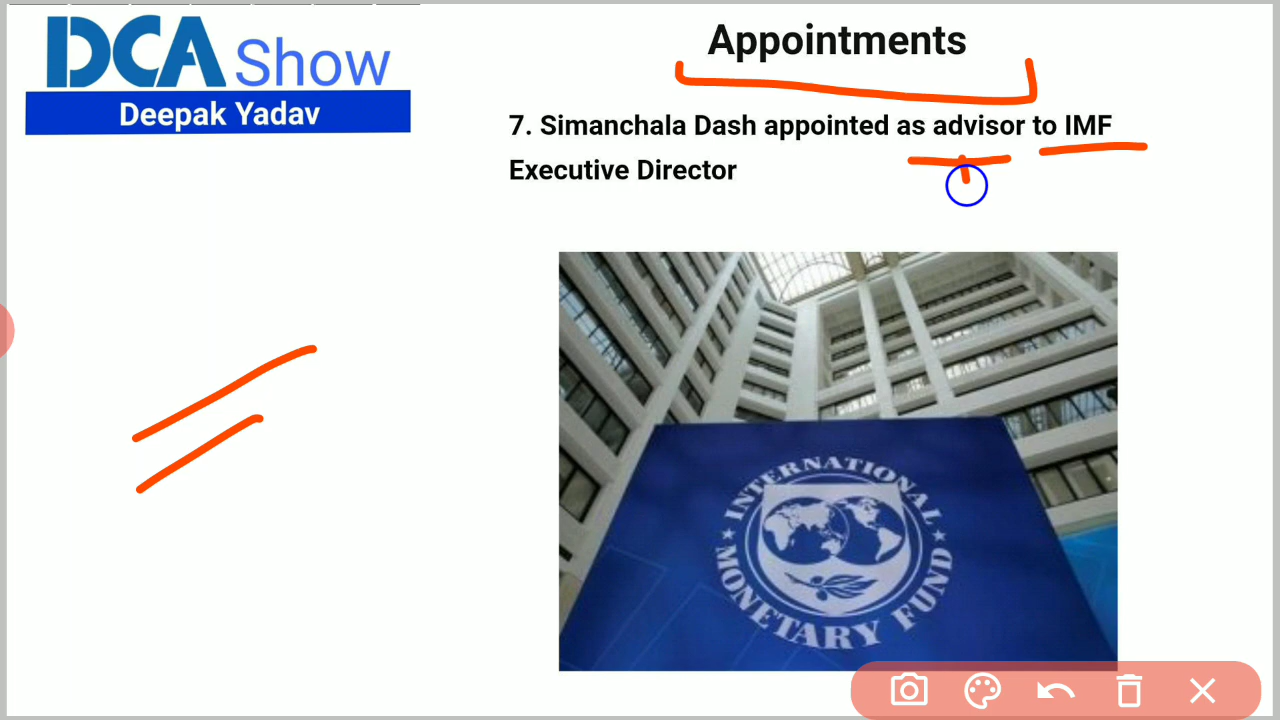 DCA Show
Deepak Yadav
Appointments
7. Simanchala Dash appointed as advisor to IMF
Executive Director
INTERNATIONAL
MONETARY FUND